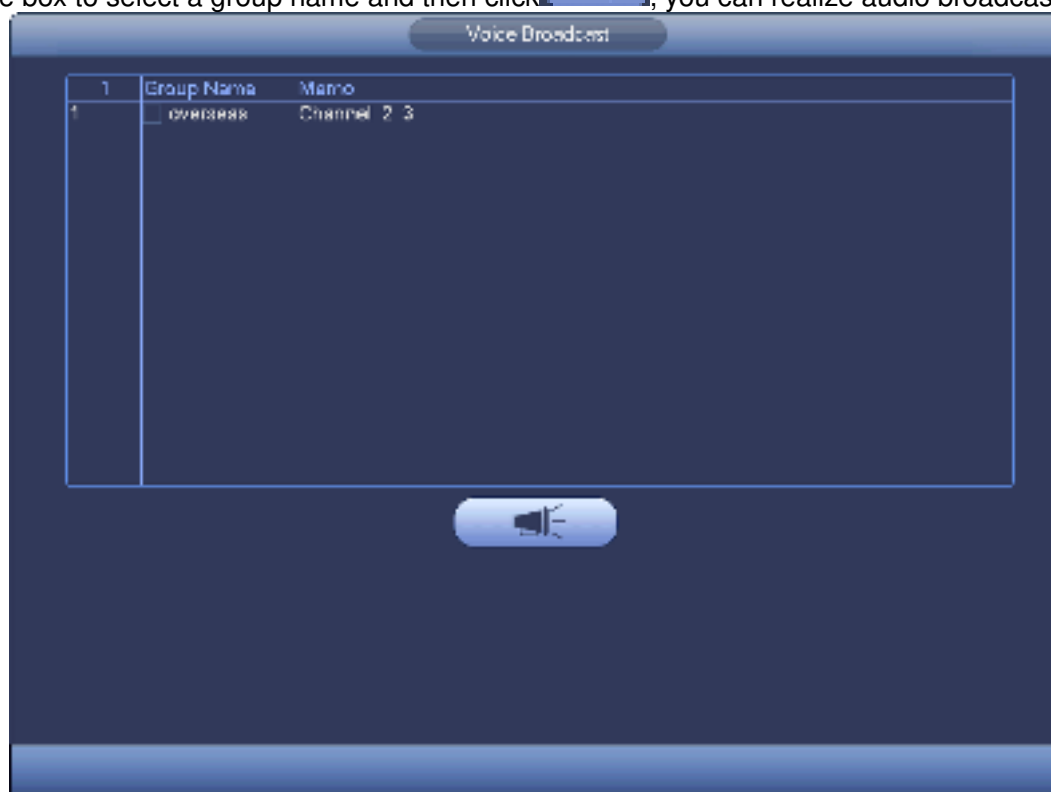 e box to select a group name and then click , you can realize audio broadcas
Voice Broadcast
1 Group Name Memo
1 overseas Channel 2 3